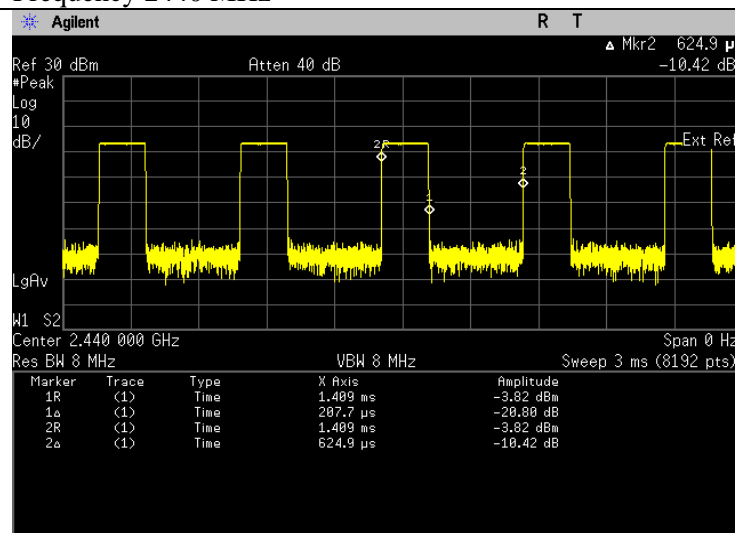 Agilent R T
Δ Mkr2 624.9 µ
Ref 30 dBm Atten 40 dB -10.42 dB
#Peak
Log
10
dB/
Ext Ref
2R
2
1
LgAv
W1 S2
Center 2.440 000 GHz Span 0 Hz
Res BW 8 MHz VBW 8 MHz Sweep 3 ms (8192 pts)
Marker Trace Type X Axis Amplitude
1R (1) Time 1.409 ms -3.82 dBm
1Δ (1) Time 207.7 µs -20.80 dB
2R (1) Time 1.409 ms -3.82 dBm
2Δ (1) Time 624.9 µs -10.42 dB